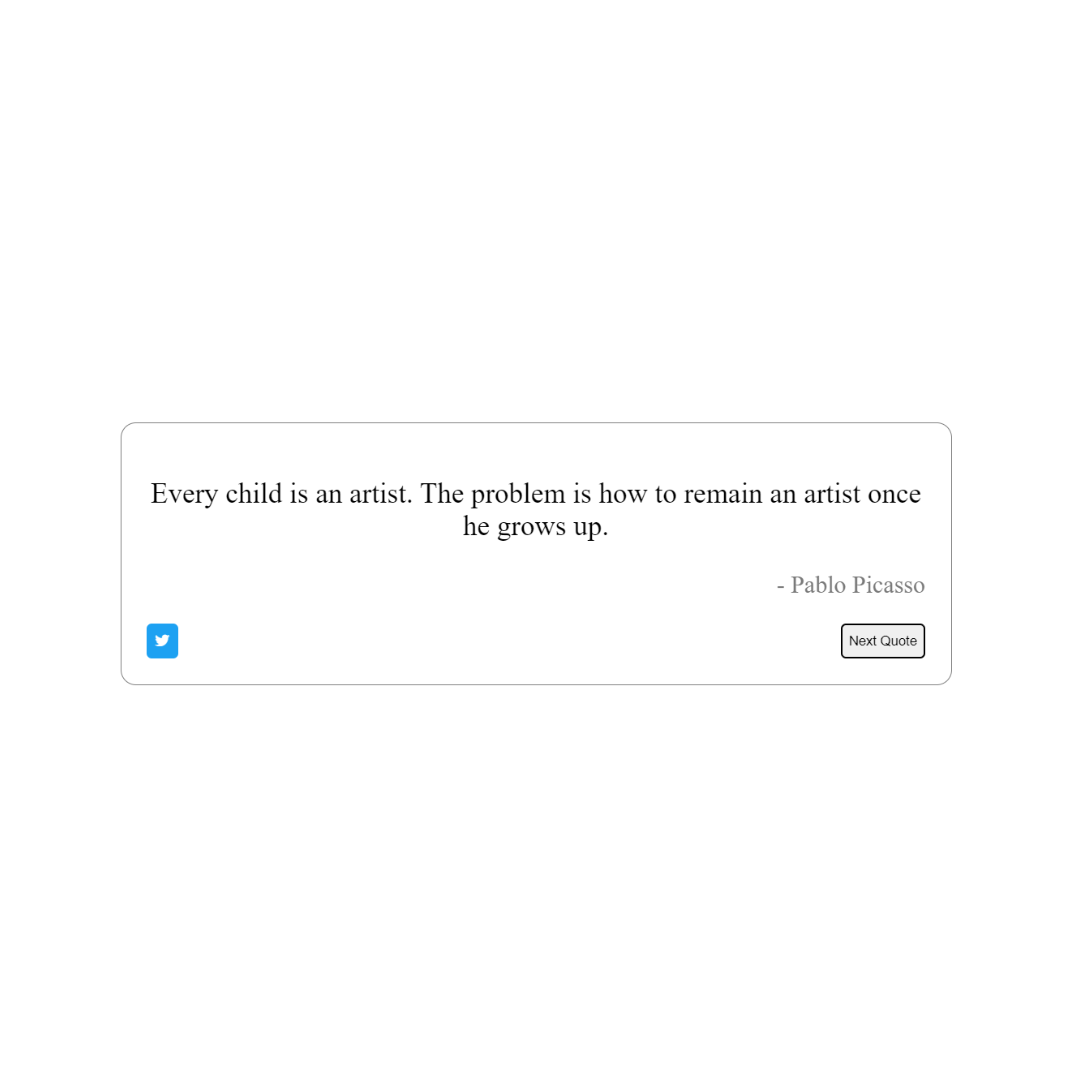 Every child is an artist. The problem is how to remain an artist once
he grows up.
- Pablo Picasso
Next Quote